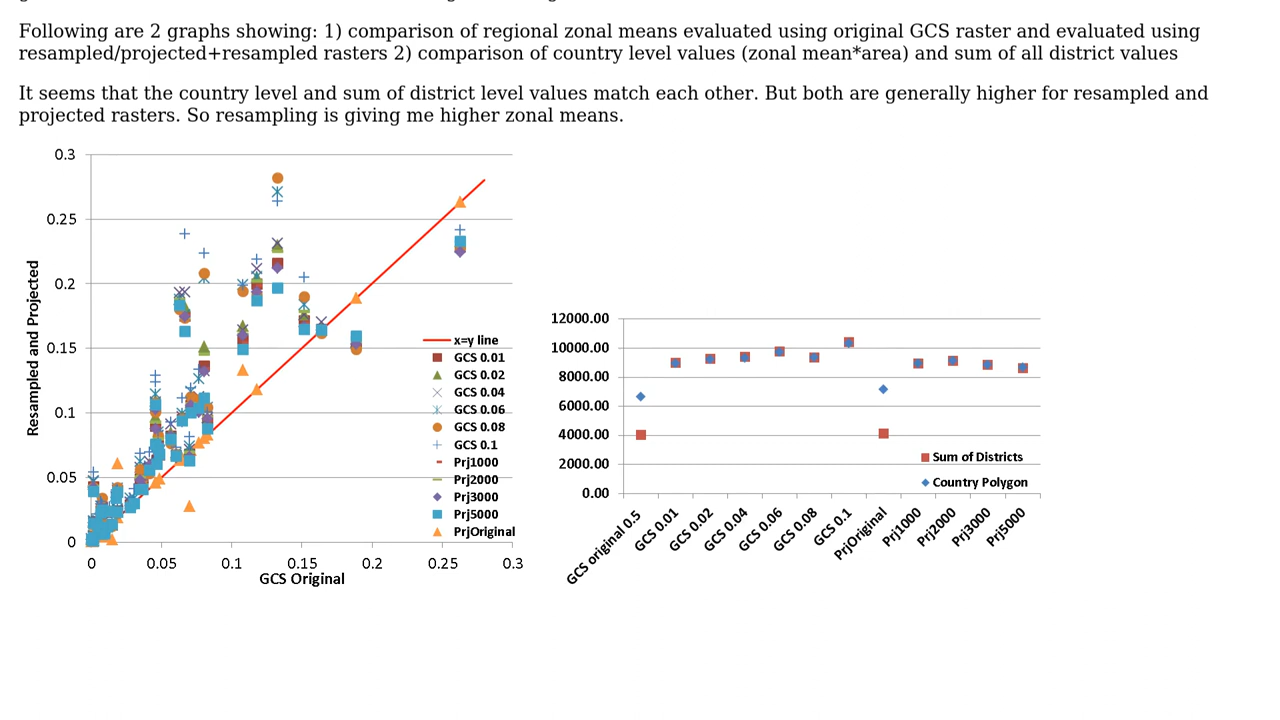 Following are 2 graphs showing: 1) comparison of regional zonal means evaluated using original GCS raster and evaluated using
resampled/projected+resampled rasters 2) comparison of country level values (zonal mean*area) and sum of all district values
It seems that the country level and sum of district level values match each other. But both are generally higher for resampled and
projected rasters. So resampling is giving me higher zonal means.
0.3
0.25
0.2
0.15
0.1
0.05
0
Resampled and Projected
0
0.05
0.1
0.15
0.2
0.25
0.3
GCS Original
x=y line
GCS 0.01
GCS 0.02
GCS 0.04
GCS 0.06
GCS 0.08
GCS 0.1
Prj1000
Prj2000
Prj3000
Prj5000
PrjOriginal
12000.00
10000.00
8000.00
6000.00
4000.00
2000.00
0.00
Sum of Districts
Country Polygon
GCS original 0.5
GCS 0.01
GCS 0.02
GCS 0.04
GCS 0.06
GCS 0.08
GCS 0.1
PrjOriginal
Prj1000
Prj2000
Prj3000
Prj5000